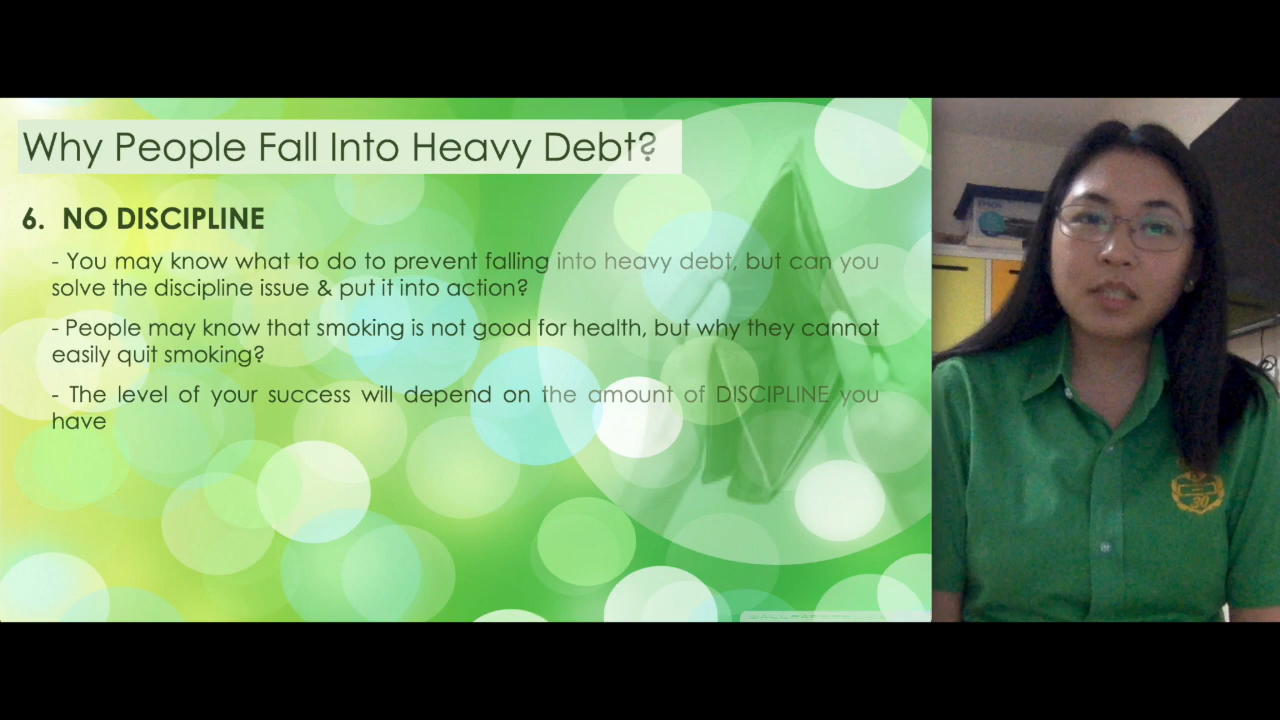 Why People Fall Into Heavy Debt?
6. NO DISCIPLINE
- You may know what to do to prevent falling into heavy debt, but can you
solve the discipline issue & put it into action?
- People may know that smoking is not good for health, but why they cannot
easily quit smoking?
- The level of your success will depend on the amount of DISCIPLINE you
have
EPSON
30